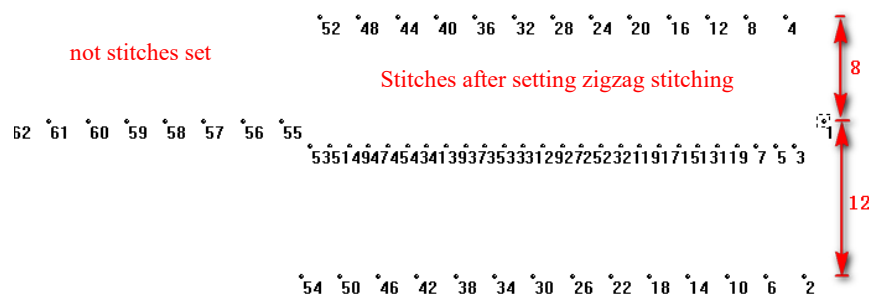 52 48 44 40 36 32 28 24 20 16 12 8 4
not stitches set
Stitches after setting zigzag stitching
8
62 61 60 59 58 57 56 55
1
53 51 49 47 45 43 41 39 37 35 33 31 29 27 25 23 21 19 17 15 13 11 9 7 5 3
12
54 50 46 42 38 34 30 26 22 18 14 10 6 2